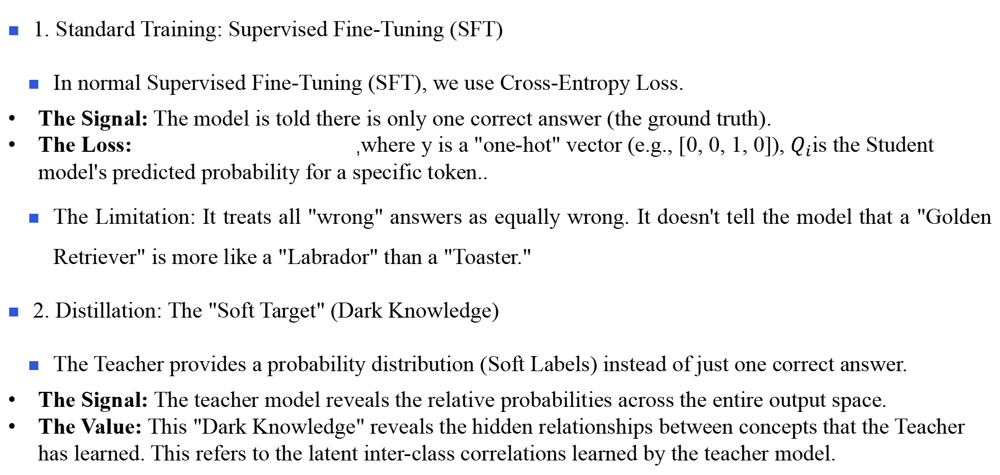 1. Standard Training: Supervised Fine-Tuning (SFT)
In normal Supervised Fine-Tuning (SFT), we use Cross-Entropy Loss.
• The Signal: The model is told there is only one correct answer (the ground truth).
• The Loss: ,where y is a "one-hot" vector (e.g., [0, 0, 1, 0]), Qᵢis the Student
model's predicted probability for a specific token..
The Limitation: It treats all "wrong" answers as equally wrong. It doesn't tell the model that a "Golden
Retriever" is more like a "Labrador" than a "Toaster."
2. Distillation: The "Soft Target" (Dark Knowledge)
The Teacher provides a probability distribution (Soft Labels) instead of just one correct answer.
• The Signal: The teacher model reveals the relative probabilities across the entire output space.
• The Value: This "Dark Knowledge" reveals the hidden relationships between concepts that the Teacher
has learned. This refers to the latent inter-class correlations learned by the teacher model.